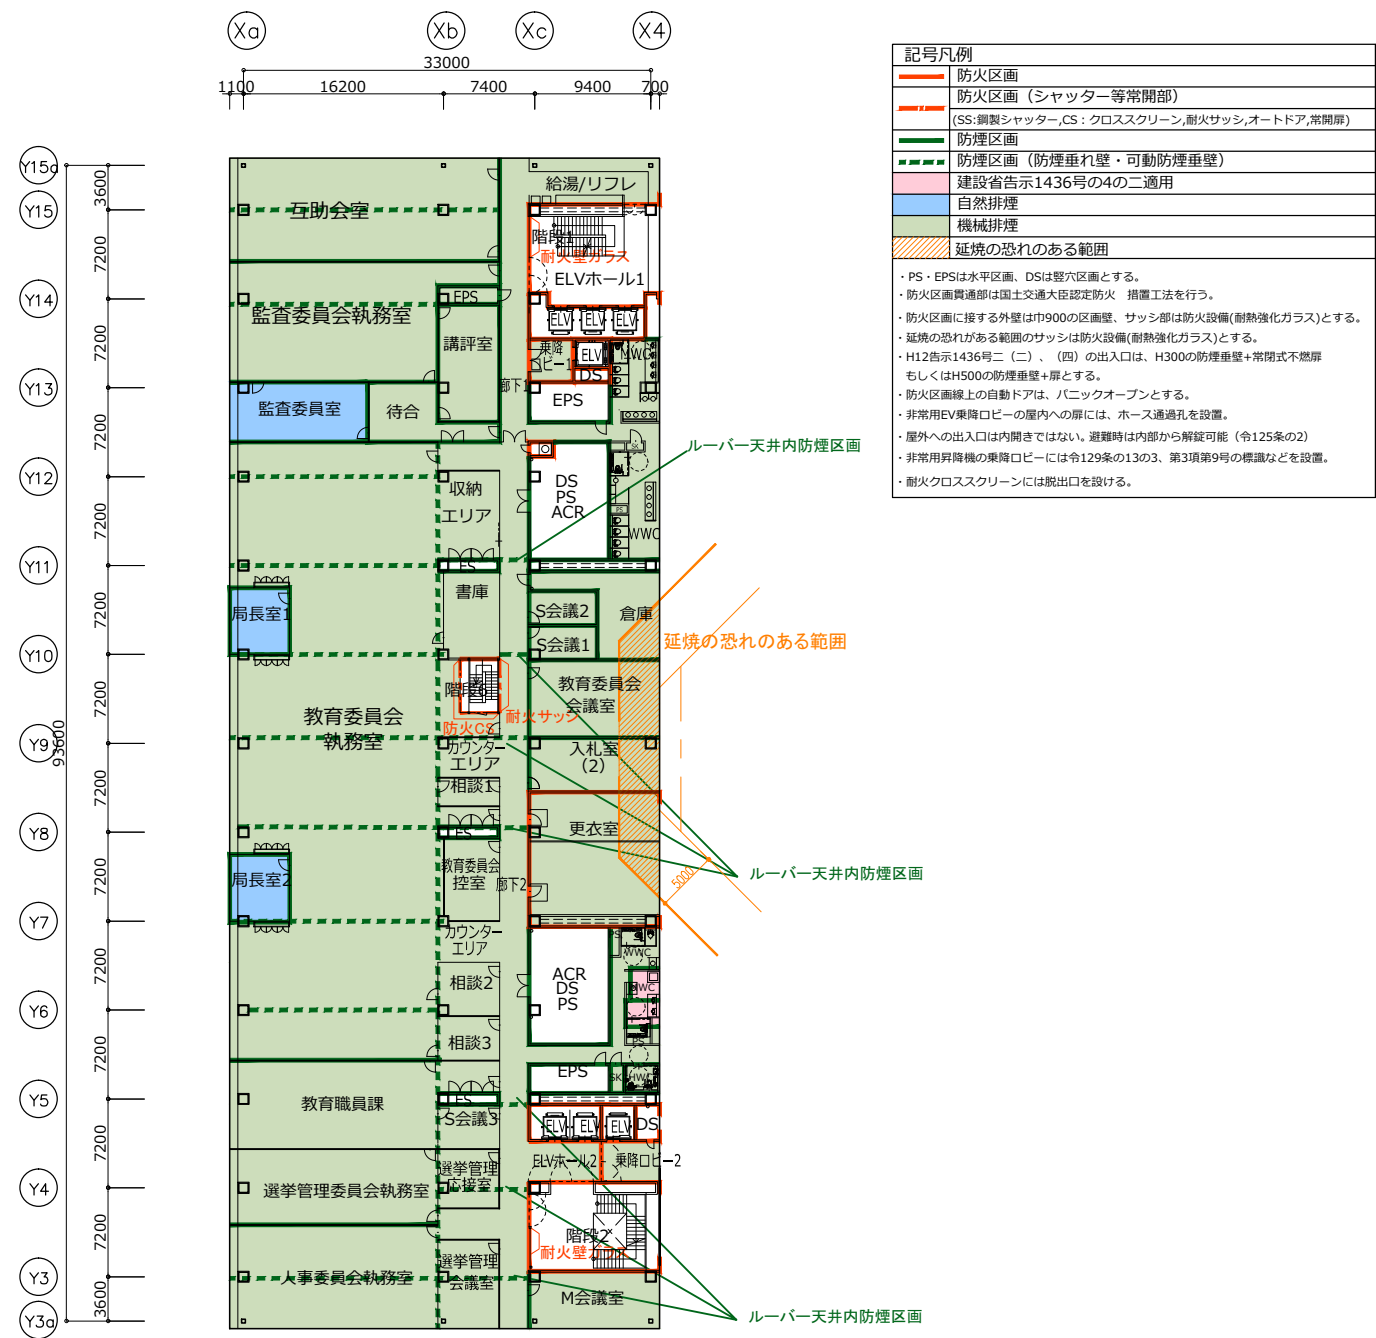 Xa Xb Xc X4
33000
1100 16200 7400 9400 700
記号凡例
防火区画
防火区画（シャッター等常開部）
(SS:鋼製シャッター,CS：クロススクリーン,耐火サッシ,オートドア,常開扉)
防煙区画
防煙区画（防煙垂れ壁・可動防煙垂壁）
建設省告示1436号の4の二適用
自然排煙
機械排煙
延焼の恐れのある範囲
・PS・EPSは水平区画、DSは竪穴区画とする。
・防火区画貫通部は国土交通大臣認定防火　措置工法を行う。
・防火区画に接する外壁は巾900の区画壁、サッシ部は防火設備(耐熱強化ガラス)とする。
・延焼の恐れがある範囲のサッシは防火設備(耐熱強化ガラス)とする。
・H12告示1436号二（二）、（四）の出入口は、H300の防煙垂壁+常閉式不燃扉
もしくはH500の防煙垂壁+扉とする。
・防火区画線上の自動ドアは、パニックオープンとする。
・非常用EV乗降ロビーの屋内への扉には、ホース通過孔を設置。
・屋外への出入口は内開きではない。避難時は内部から解錠可能（令125条の2）
・非常用昇降機の乗降ロビーには令129条の13の3、第3項第9号の標識などを設置。
・耐火クロススクリーンには脱出口を設ける。
Y15a
3600
Y15
7200
Y14
7200
Y13
7200
Y12
7200
Y11
7200
Y10
7200
Y9
93600
7200
Y8
7200
Y7
7200
Y6
7200
Y5
7200
Y4
7200
Y3
3600
Y3a
給湯/リフレ
互助会室
階段1
耐火壁ガラス
ELVホール1
EPS
監査委員会執務室
ELV ELV ELV
講評室
乗降
ロビー1
ELV
MWC
DS
廊下1
監査委員室
待合
EPS
ルーバー天井内防煙区画
SK
収納
エリア
DS
PS
ACR
PS
WWC
ES
書庫
局長室1
S会議2
倉庫
S会議1
延焼の恐れのある範囲
階段6
教育委員会
会議室
教育委員会
執務室
防火CS
耐火サッシ
カウンター
エリア
入札室
（2）
相談1
ES
更衣室
教育委員会
控室
廊下2
局長室2
5000
ルーバー天井内防煙区画
カウンター
エリア
PS
WWC
相談2
ACR
DS
PS
MWC
相談3
PS
EPS
SK
HWC
教育職員課
ES
S会議3
ELV ELV ELV
DS
ELVホール2
乗降ロビー2
選挙管理
応接室
選挙管理委員会執務室
階段2
耐火壁ガラス
選挙管理
会議室
人事委員会執務室
M会議室
ルーバー天井内防煙区画